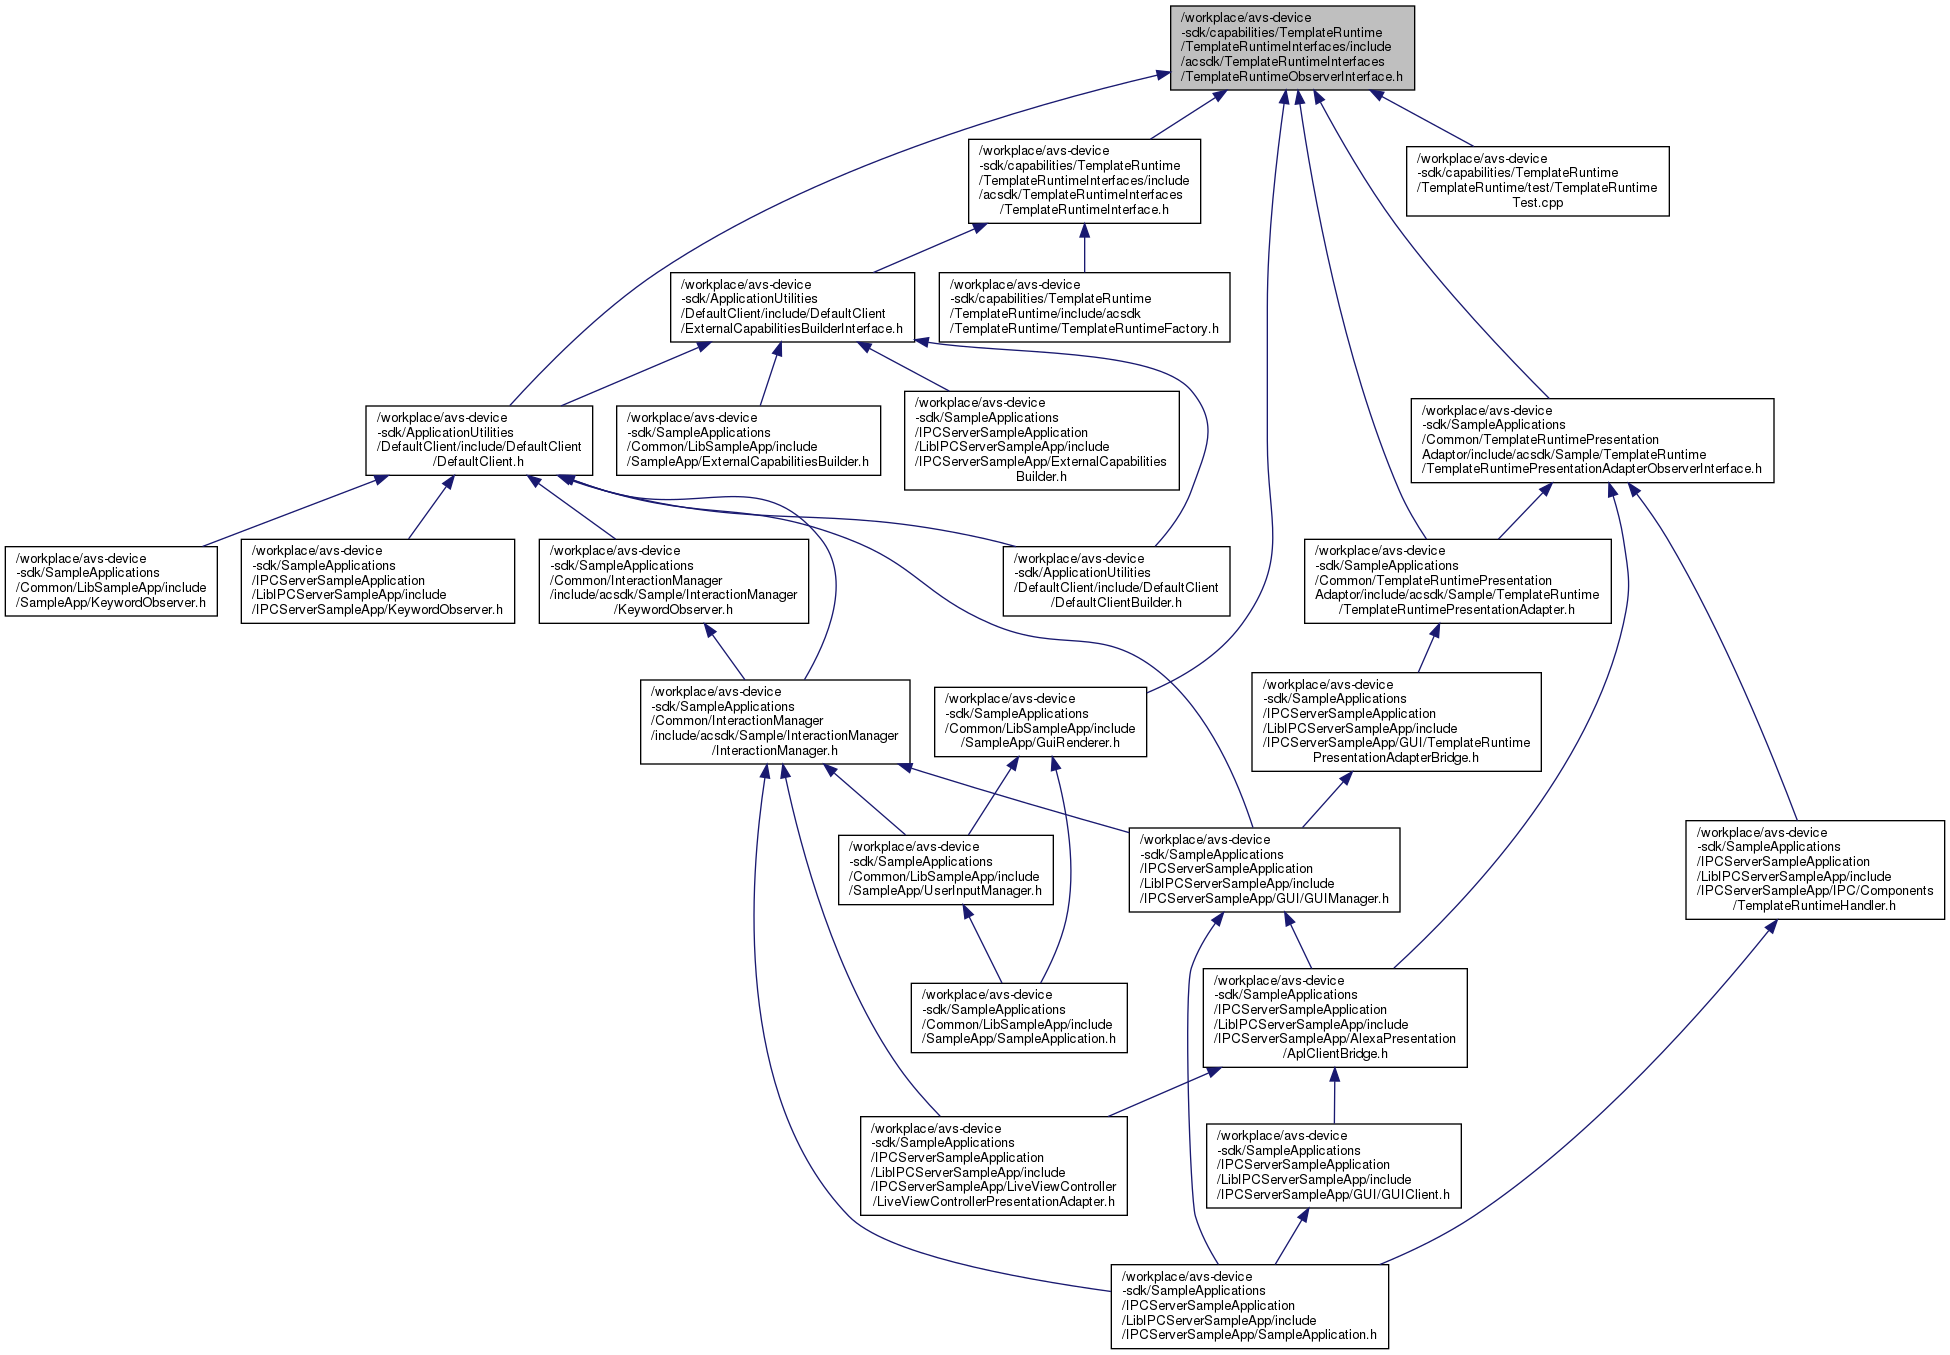 /workplace/avs-device
-sdk/capabilities/TemplateRuntime
/TemplateRuntimeInterfaces/include
/acsdk/TemplateRuntimeInterfaces
/TemplateRuntimeObserverInterface.h
/workplace/avs-device
-sdk/capabilities/TemplateRuntime
/TemplateRuntimeInterfaces/include
/acsdk/TemplateRuntimeInterfaces
/TemplateRuntimeInterface.h
/workplace/avs-device
-sdk/capabilities/TemplateRuntime
/TemplateRuntime/test/TemplateRuntime
Test.cpp
/workplace/avs-device
-sdk/ApplicationUtilities
/DefaultClient/include/DefaultClient
/ExternalCapabilitiesBuilderInterface.h
/workplace/avs-device
-sdk/capabilities/TemplateRuntime
/TemplateRuntime/include/acsdk
/TemplateRuntime/TemplateRuntimeFactory.h
/workplace/avs-device
-sdk/ApplicationUtilities
/DefaultClient/include/DefaultClient
/DefaultClient.h
/workplace/avs-device
-sdk/SampleApplications
/Common/LibSampleApp/include
/SampleApp/ExternalCapabilitiesBuilder.h
/workplace/avs-device
-sdk/SampleApplications
/IPCServerSampleApplication
/LibIPCServerSampleApp/include
/IPCServerSampleApp/ExternalCapabilities
Builder.h
/workplace/avs-device
-sdk/SampleApplications
/Common/TemplateRuntimePresentation
Adaptor/include/acsdk/Sample/TemplateRuntime
/TemplateRuntimePresentationAdapterObserverInterface.h
/workplace/avs-device
-sdk/SampleApplications
/Common/LibSampleApp/include
/SampleApp/KeywordObserver.h
/workplace/avs-device
-sdk/SampleApplications
/IPCServerSampleApplication
/LibIPCServerSampleApp/include
/IPCServerSampleApp/KeywordObserver.h
/workplace/avs-device
-sdk/SampleApplications
/Common/InteractionManager
/include/acsdk/Sample/InteractionManager
/KeywordObserver.h
/workplace/avs-device
-sdk/ApplicationUtilities
/DefaultClient/include/DefaultClient
/DefaultClientBuilder.h
/workplace/avs-device
-sdk/SampleApplications
/Common/TemplateRuntimePresentation
Adaptor/include/acsdk/Sample/TemplateRuntime
/TemplateRuntimePresentationAdapter.h
/workplace/avs-device
-sdk/SampleApplications
/Common/InteractionManager
/include/acsdk/Sample/InteractionManager
/InteractionManager.h
/workplace/avs-device
-sdk/SampleApplications
/Common/LibSampleApp/include
/SampleApp/GuiRenderer.h
/workplace/avs-device
-sdk/SampleApplications
/IPCServerSampleApplication
/LibIPCServerSampleApp/include
/IPCServerSampleApp/GUI/TemplateRuntime
PresentationAdapterBridge.h
/workplace/avs-device
-sdk/SampleApplications
/Common/LibSampleApp/include
/SampleApp/UserInputManager.h
/workplace/avs-device
-sdk/SampleApplications
/IPCServerSampleApplication
/LibIPCServerSampleApp/include
/IPCServerSampleApp/GUI/GUIManager.h
/workplace/avs-device
-sdk/SampleApplications
/IPCServerSampleApplication
/LibIPCServerSampleApp/include
/IPCServerSampleApp/IPC/Components
/TemplateRuntimeHandler.h
/workplace/avs-device
-sdk/SampleApplications
/Common/LibSampleApp/include
/SampleApp/SampleApplication.h
/workplace/avs-device
-sdk/SampleApplications
/IPCServerSampleApplication
/LibIPCServerSampleApp/include
/IPCServerSampleApp/AlexaPresentation
/AplClientBridge.h
/workplace/avs-device
-sdk/SampleApplications
/IPCServerSampleApplication
/LibIPCServerSampleApp/include
/IPCServerSampleApp/LiveViewController
/LiveViewControllerPresentationAdapter.h
/workplace/avs-device
-sdk/SampleApplications
/IPCServerSampleApplication
/LibIPCServerSampleApp/include
/IPCServerSampleApp/GUI/GUIClient.h
/workplace/avs-device
-sdk/SampleApplications
/IPCServerSampleApplication
/LibIPCServerSampleApp/include
/IPCServerSampleApp/SampleApplication.h